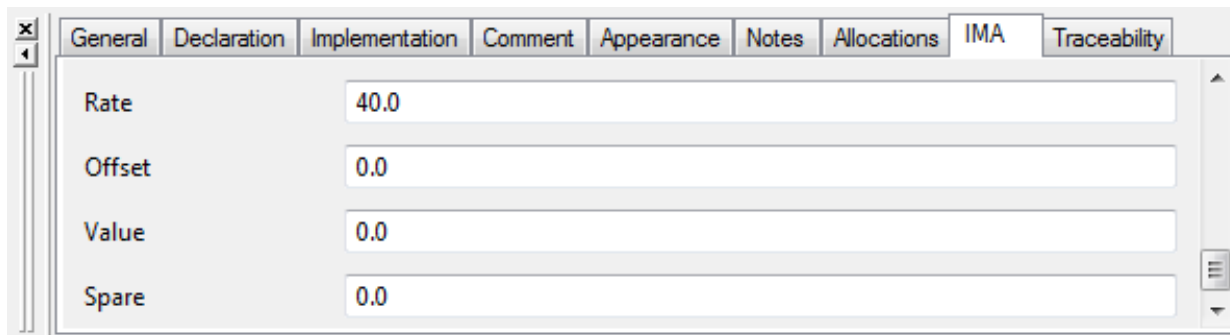 General Declaration Implementation Comment Appearance Notes Allocations IMA Traceability
Rate 40.0
Offset 0.0
Value 0.0
Spare 0.0